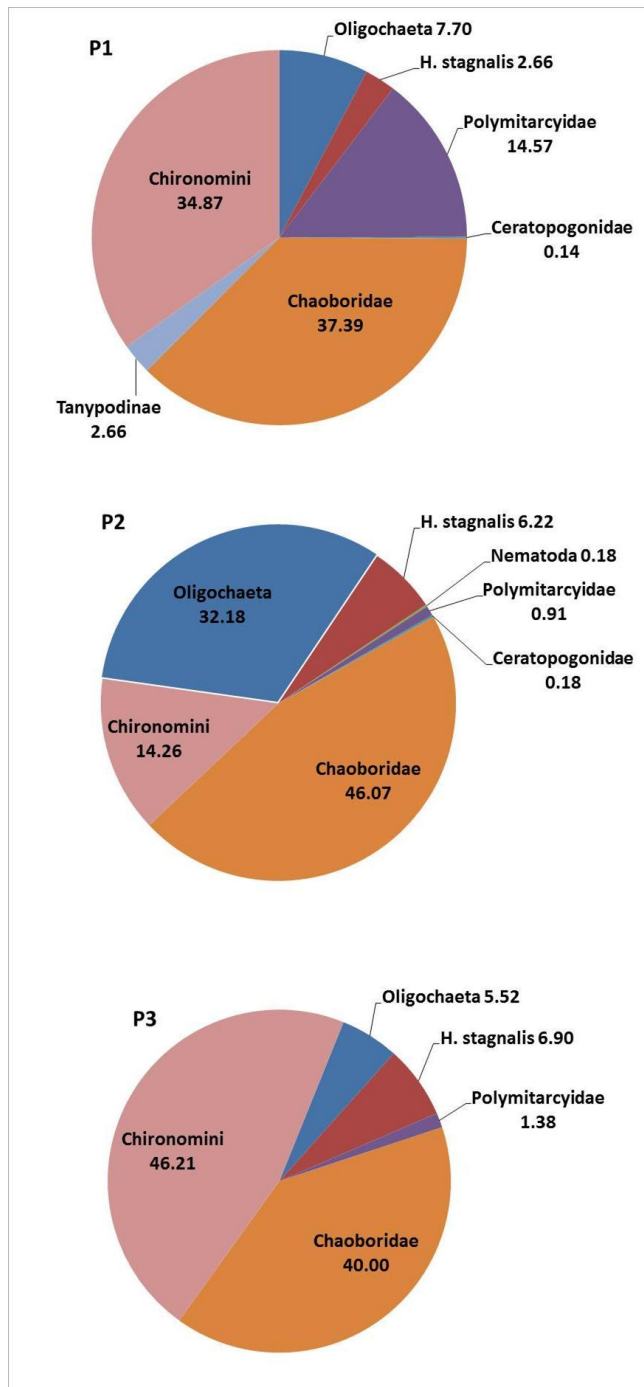 P1
Oligochaeta 7.70
H. stagnalis 2.66
Polymitarcyidae
14.57
Ceratopogonidae
0.14
Chironomini
34.87
Chaoboridae
37.39
Tanypodinae
2.66
P2
H. stagnalis 6.22
Nematoda 0.18
Polymitarcyidae
0.91
Ceratopogonidae
0.18
Oligochaeta
32.18
Chironomini
14.26
Chaoboridae
46.07
P3
Oligochaeta 5.52
H. stagnalis 6.90
Polymitarcyidae
1.38
Chironomini
46.21
Chaoboridae
40.00